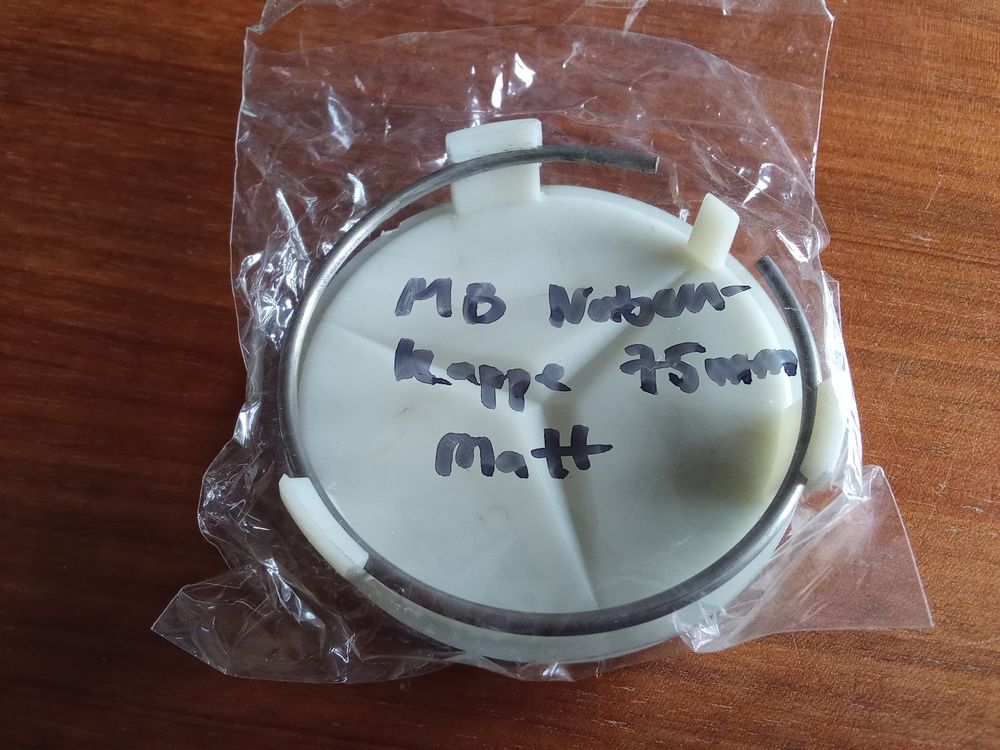 MB Naben-
Kappe 75mm
Matt